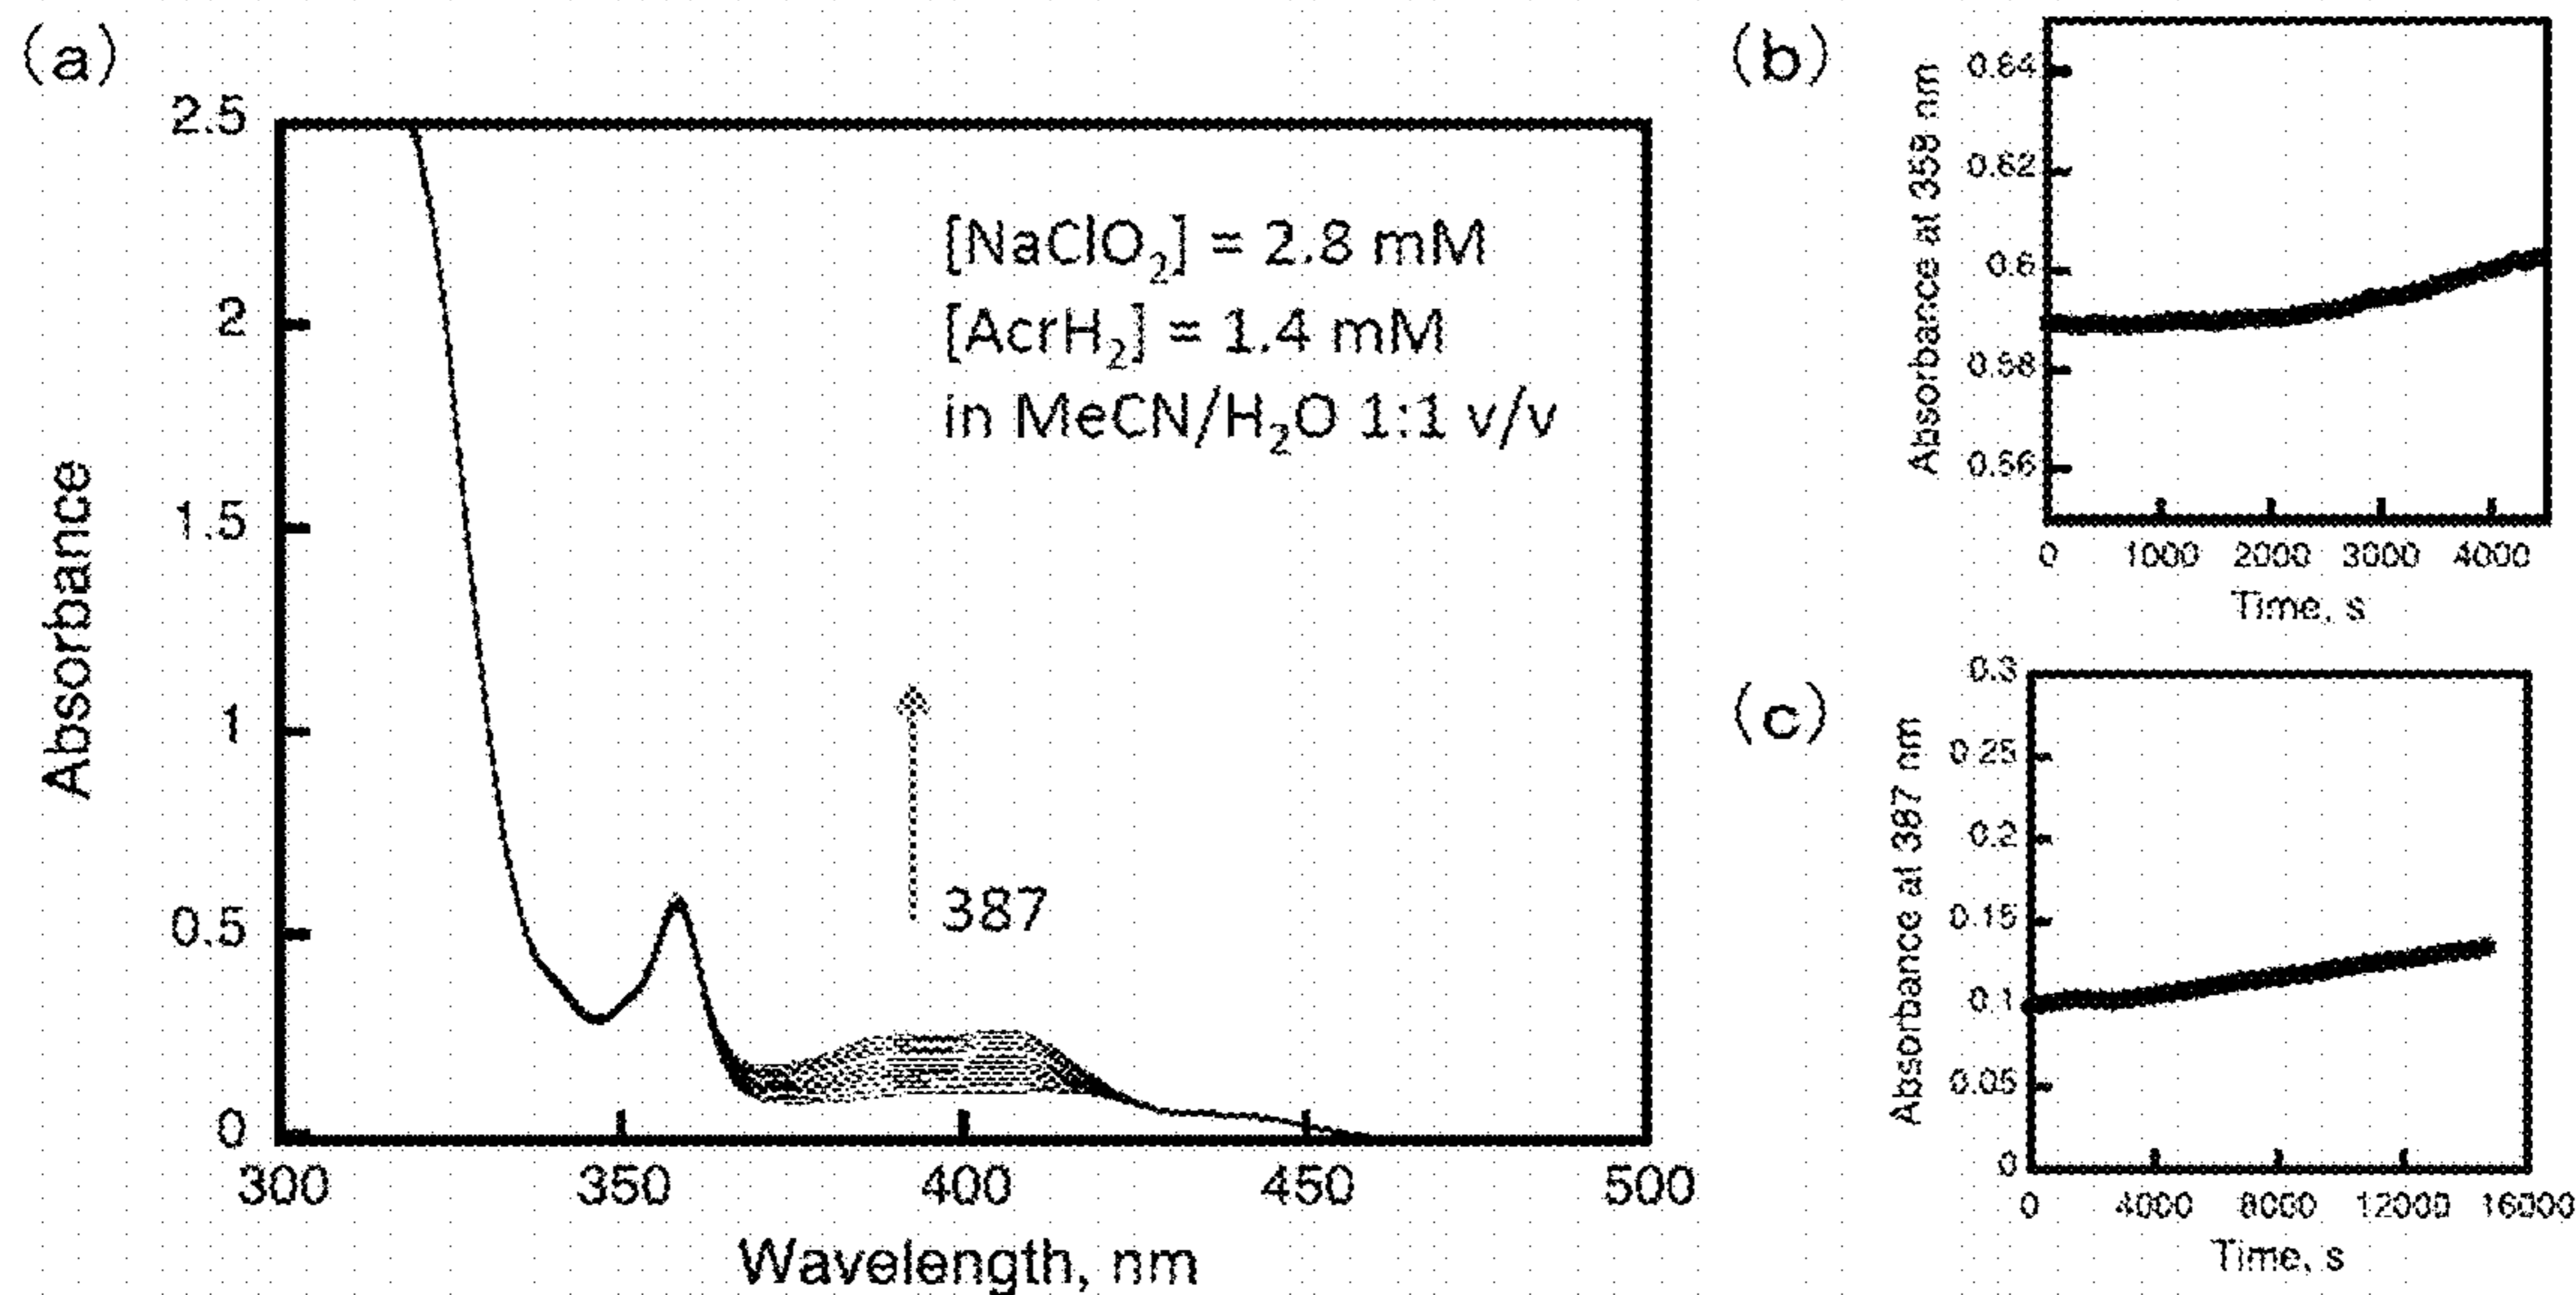 (a)
2.5
2
1.5
1
0.5
0
300 350 400 450 500
Absorbance
Wavelength, nm
[NaClO₂] = 2.8 mM
[AcrH₂] = 1.4 mM
in MeCN/H₂O 1:1 v/v
387
(b)
0.64
0.62
0.6
0.58
0.56
0 1000 2000 3000 4000
Absorbance at 358 nm
Time, s
(c)
0.3
0.25
0.2
0.15
0.1
0.05
0
0 4000 8000 12000 16000
Absorbance at 387 nm
Time, s